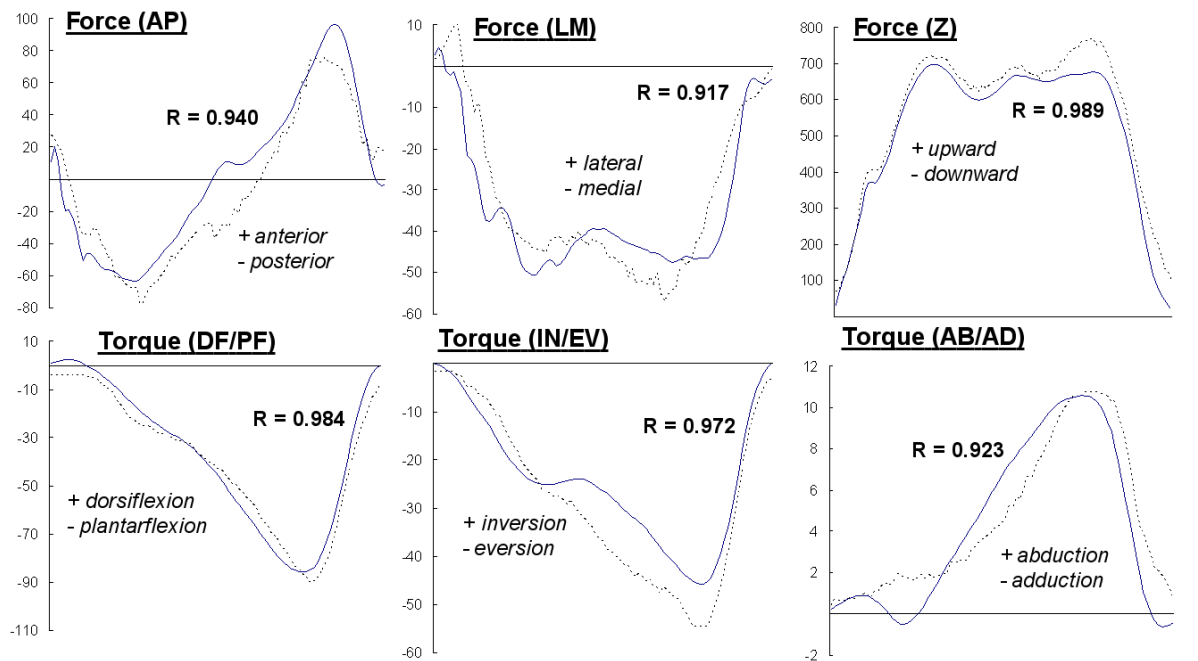 Force (AP)
100
80
60
40
20
-20
-40
-60
-80
R = 0.940
+ anterior
- posterior
Force (LM)
10
-10
-20
-30
-40
-50
-60
R = 0.917
+ lateral
- medial
Force (Z)
800
700
600
500
400
300
200
100
R = 0.989
+ upward
- downward
Torque (DF/PF)
10
-10
-30
-50
-70
-90
-110
R = 0.984
+ dorsiflexion
- plantarflexion
Torque (IN/EV)
-10
-20
-30
-40
-50
-60
R = 0.972
+ inversion
- eversion
Torque (AB/AD)
12
10
8
6
4
2
-2
R = 0.923
+ abduction
- adduction